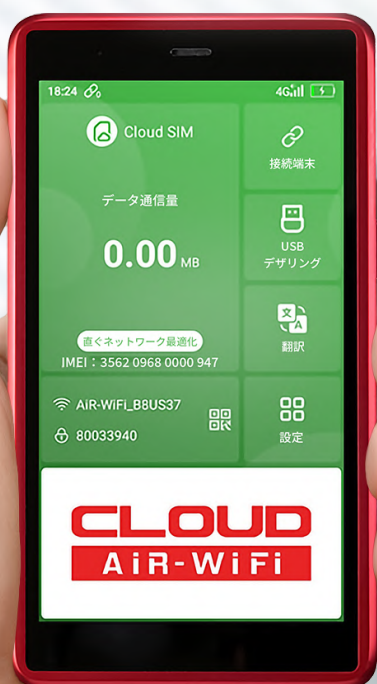 18:24
4G
Cloud SIM
データ通信量
0.00 MB
直ぐネットワーク最適化
IMEI：3562 0968 0000 947
AiR-WiFi_B8US37
80033940
接続端末
USB
デザリング
文 A
翻訳
設定
CLOUD
AiR-WiFi